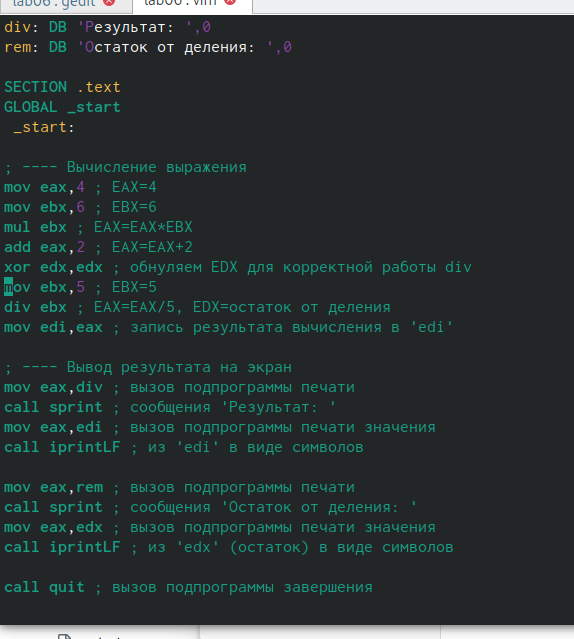 lab06.gedit
lab06.vim
div: DB 'Результат: ',0
rem: DB 'Остаток от деления: ',0
SECTION .text
GLOBAL _start
_start:
; ---- Вычисление выражения
mov eax,4 ; EAX=4
mov ebx,6 ; EBX=6
mul ebx ; EAX=EAX*EBX
add eax,2 ; EAX=EAX+2
xor edx,edx ; обнуляем EDX для корректной работы div
mov ebx,5 ; EBX=5
div ebx ; EAX=EAX/5, EDX=остаток от деления
mov edi,eax ; запись результата вычисления в 'edi'
; ---- Вывод результата на экран
mov eax,div ; вызов подпрограммы печати
call sprint ; сообщения 'Результат: '
mov eax,edi ; вызов подпрограммы печати значения
call iprintLF ; из 'edi' в виде символов
mov eax,rem ; вызов подпрограммы печати
call sprint ; сообщения 'Остаток от деления: '
mov eax,edx ; вызов подпрограммы печати значения
call iprintLF ; из 'edx' (остаток) в виде символов
call quit ; вызов подпрограммы завершения